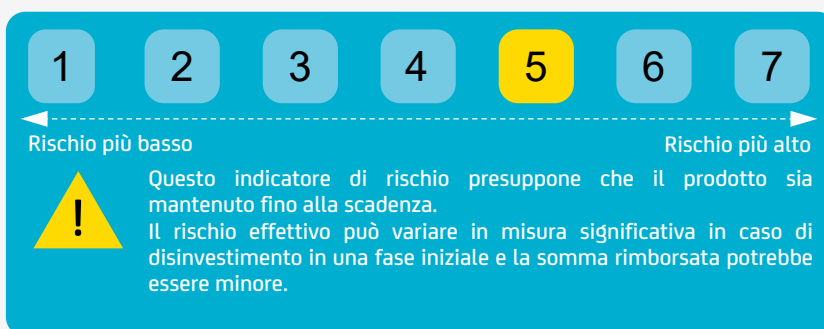 1 2 3 4 5 6 7
Rischio più basso Rischio più alto
!
Questo indicatore di rischio presuppone che il prodotto sia
mantenuto fino alla scadenza.
Il rischio effettivo può variare in misura significativa in caso di
disinvestimento in una fase iniziale e la somma rimborsata potrebbe
essere minore.